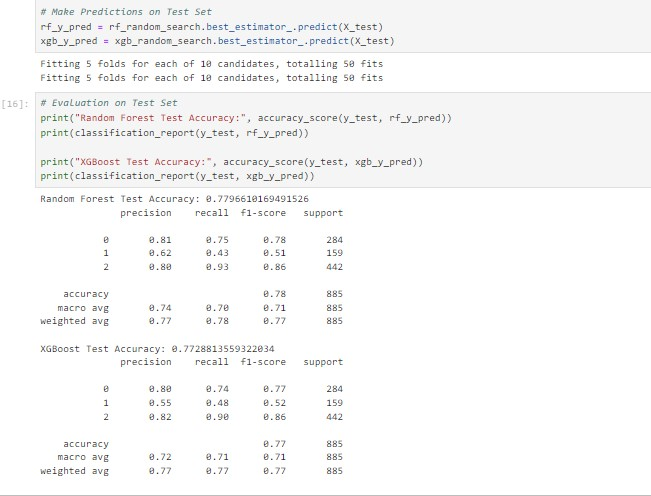 # Make Predictions on Test Set
rf_y_pred = rf_random_search.best_estimator_.predict(X_test)
xgb_y_pred = xgb_random_search.best_estimator_.predict(X_test)
Fitting 5 folds for each of 10 candidates, totalling 50 fits
Fitting 5 folds for each of 10 candidates, totalling 50 fits
[16]: # Evaluation on Test Set
print("Random Forest Test Accuracy:", accuracy_score(y_test, rf_y_pred))
print(classification_report(y_test, rf_y_pred))
print("XGBoost Test Accuracy:", accuracy_score(y_test, xgb_y_pred))
print(classification_report(y_test, xgb_y_pred))
Random Forest Test Accuracy: 0.7796610169491526
precision recall f1-score support
0 0.81 0.75 0.78 284
1 0.62 0.43 0.51 159
2 0.80 0.93 0.86 442
accuracy 0.78 885
macro avg 0.74 0.70 0.71 885
weighted avg 0.77 0.78 0.77 885
XGBoost Test Accuracy: 0.7728813559322034
precision recall f1-score support
0 0.80 0.74 0.77 284
1 0.55 0.48 0.52 159
2 0.82 0.90 0.86 442
accuracy 0.77 885
macro avg 0.72 0.71 0.71 885
weighted avg 0.77 0.77 0.77 885